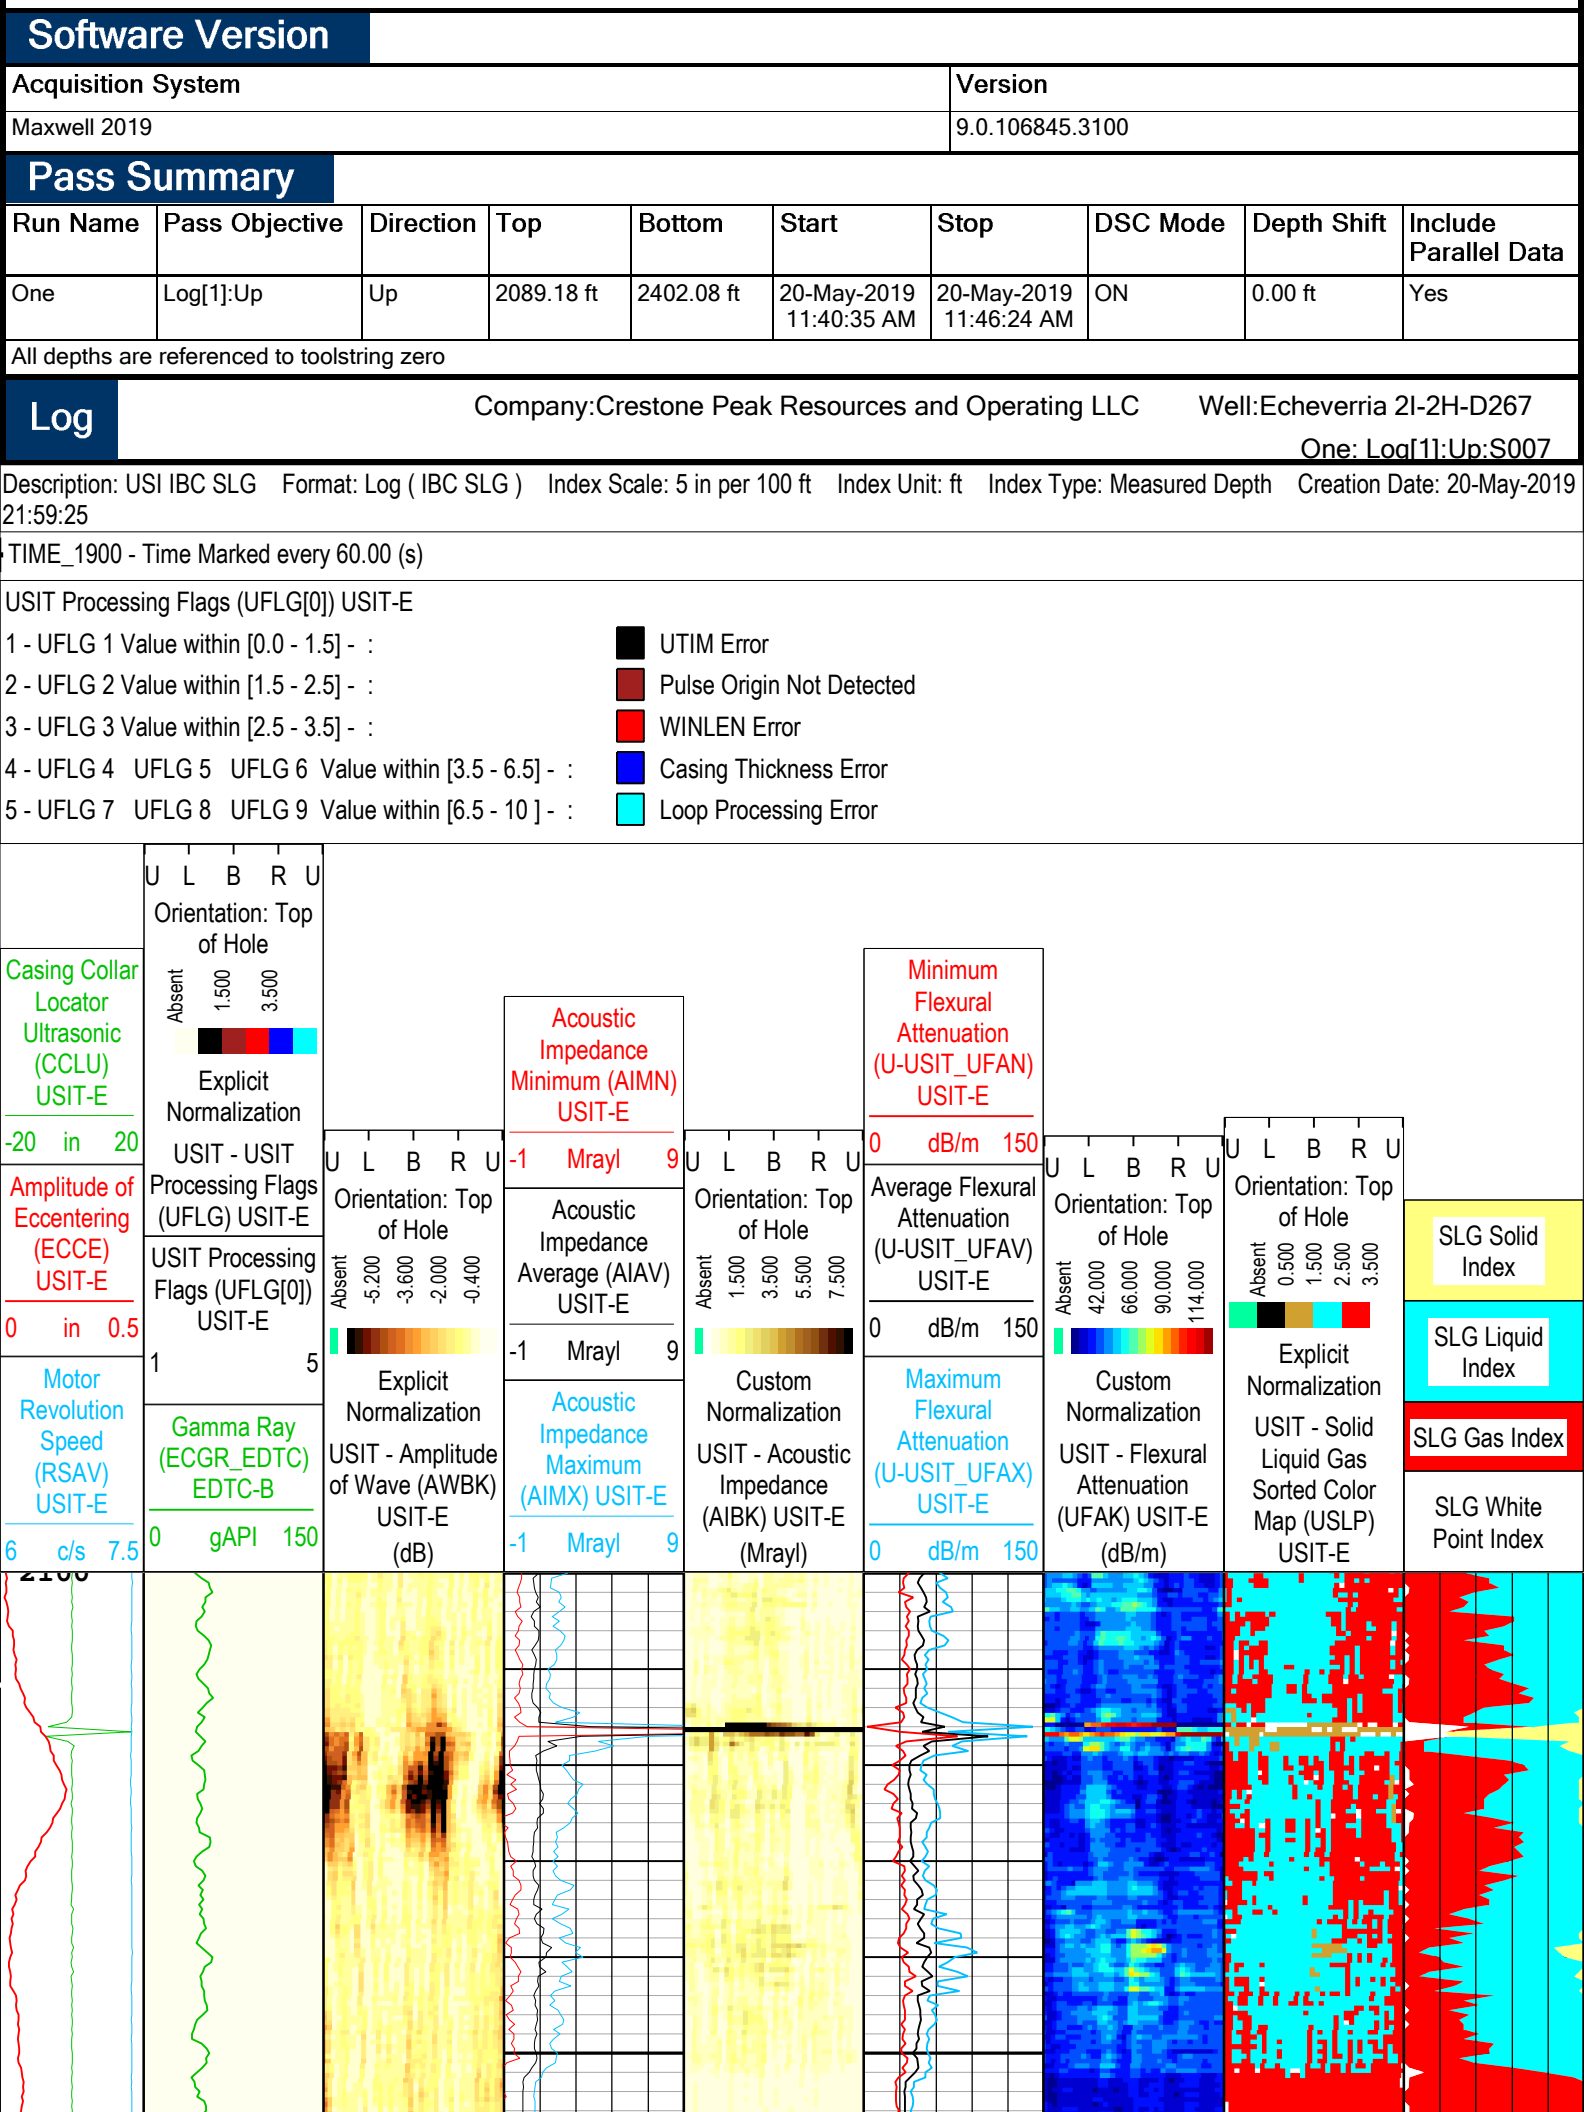 Software Version
Acquisition System Version
Maxwell 2019 9.0.106845.3100
Pass Summary
Run Name Pass Objective Direction Top Bottom Start Stop DSC Mode Depth Shift Include
Parallel Data
One Log[1]:Up Up 2089.18 ft 2402.08 ft 20-May-2019 20-May-2019 ON 0.00 ft Yes
11:40:35 AM 11:46:24 AM
All depths are referenced to toolstring zero
Log
Company:Crestone Peak Resources and Operating LLC Well:Echeverria 2I-2H-D267
One: Log[1]:Up:S007
Description: USI IBC SLG Format: Log ( IBC SLG ) Index Scale: 5 in per 100 ft Index Unit: ft Index Type: Measured Depth Creation Date: 20-May-2019
21:59:25
TIME_1900 - Time Marked every 60.00 (s)
USIT Processing Flags (UFLG[0]) USIT-E
1 - UFLG 1 Value within [0.0 - 1.5] - : UTIM Error
2 - UFLG 2 Value within [1.5 - 2.5] - : Pulse Origin Not Detected
3 - UFLG 3 Value within [2.5 - 3.5] - : WINLEN Error
4 - UFLG 4 UFLG 5 UFLG 6 Value within [3.5 - 6.5] - : Casing Thickness Error
5 - UFLG 7 UFLG 8 UFLG 9 Value within [6.5 - 10 ] - : Loop Processing Error
Casing Collar
Locator
Ultrasonic
(CCLU)
USIT-E
-20 in 20
Amplitude of
Eccentering
(ECCE)
USIT-E
0 in 0.5
Motor
Revolution
Speed
(RSAV)
USIT-E
6 c/s 7.5
U L B R U
Orientation: Top
of Hole
Absent 1.500 3.500
Explicit
Normalization
USIT - USIT
Processing Flags
(UFLG) USIT-E
USIT Processing
Flags (UFLG[0])
USIT-E
1 5
Gamma Ray
(ECGR_EDTC)
EDTC-B
0 gAPI 150
U L B R U
Orientation: Top
of Hole
Absent -5.200 -3.600 -2.000 -0.400
Explicit
Normalization
USIT - Amplitude
of Wave (AWBK)
USIT-E
(dB)
Acoustic
Impedance
Minimum (AIMN)
USIT-E
-1 Mrayl 9
Acoustic
Impedance
Average (AIAV)
USIT-E
-1 Mrayl 9
Acoustic
Impedance
Maximum
(AIMX) USIT-E
-1 Mrayl 9
U L B R U
Orientation: Top
of Hole
Absent 1.500 3.500 5.500 7.500
Custom
Normalization
USIT - Acoustic
Impedance
(AIBK) USIT-E
(Mrayl)
Minimum
Flexural
Attenuation
(U-USIT_UFAN)
USIT-E
0 dB/m 150
Average Flexural
Attenuation
(U-USIT_UFAV)
USIT-E
0 dB/m 150
Maximum
Flexural
Attenuation
(U-USIT_UFAX)
USIT-E
0 dB/m 150
U L B R U
Orientation: Top
of Hole
Absent 42.000 66.000 90.000 114.000
Custom
Normalization
USIT - Flexural
Attenuation
(UFAK) USIT-E
(dB/m)
U L B R U
Orientation: Top
of Hole
Absent 0.500 1.500 2.500 3.500
Explicit
Normalization
USIT - Solid
Liquid Gas
Sorted Color
Map (USLP)
USIT-E
SLG Solid
Index
SLG Liquid
Index
SLG Gas Index
SLG White
Point Index
2100